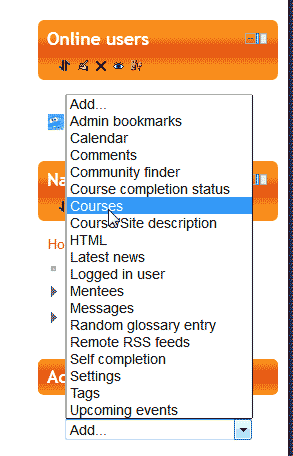 Online users
Add...
Admin bookmarks
Calendar
Comments
Community finder
Course completion status
Na
Courses
Course/Site description
HTML
Ho
Latest news
Logged in user
Mentees
Messages
Random glossary entry
Remote RSS feeds
Self completion
Ad
Settings
Tags
Upcoming events
Add...